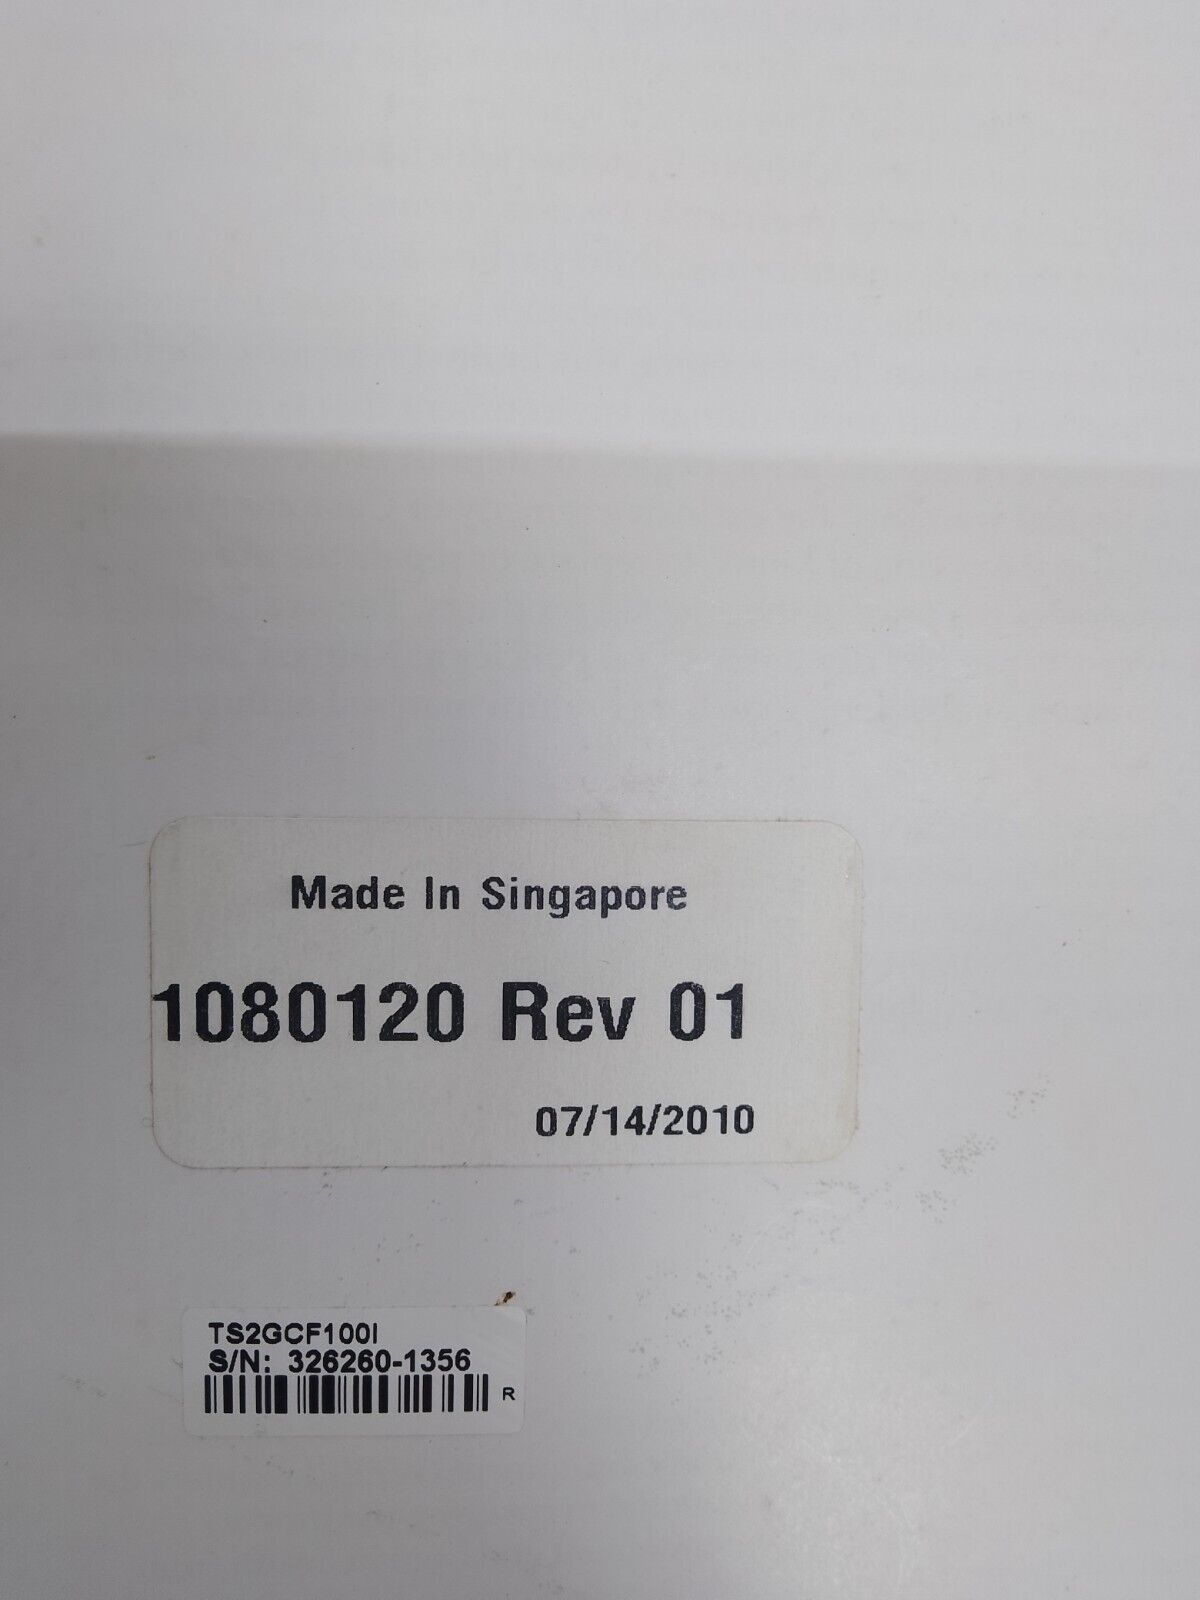 Made In Singapore
1080120 Rev 01
07/14/2010
TS2GCF100I
S/N: 326260-1356
R